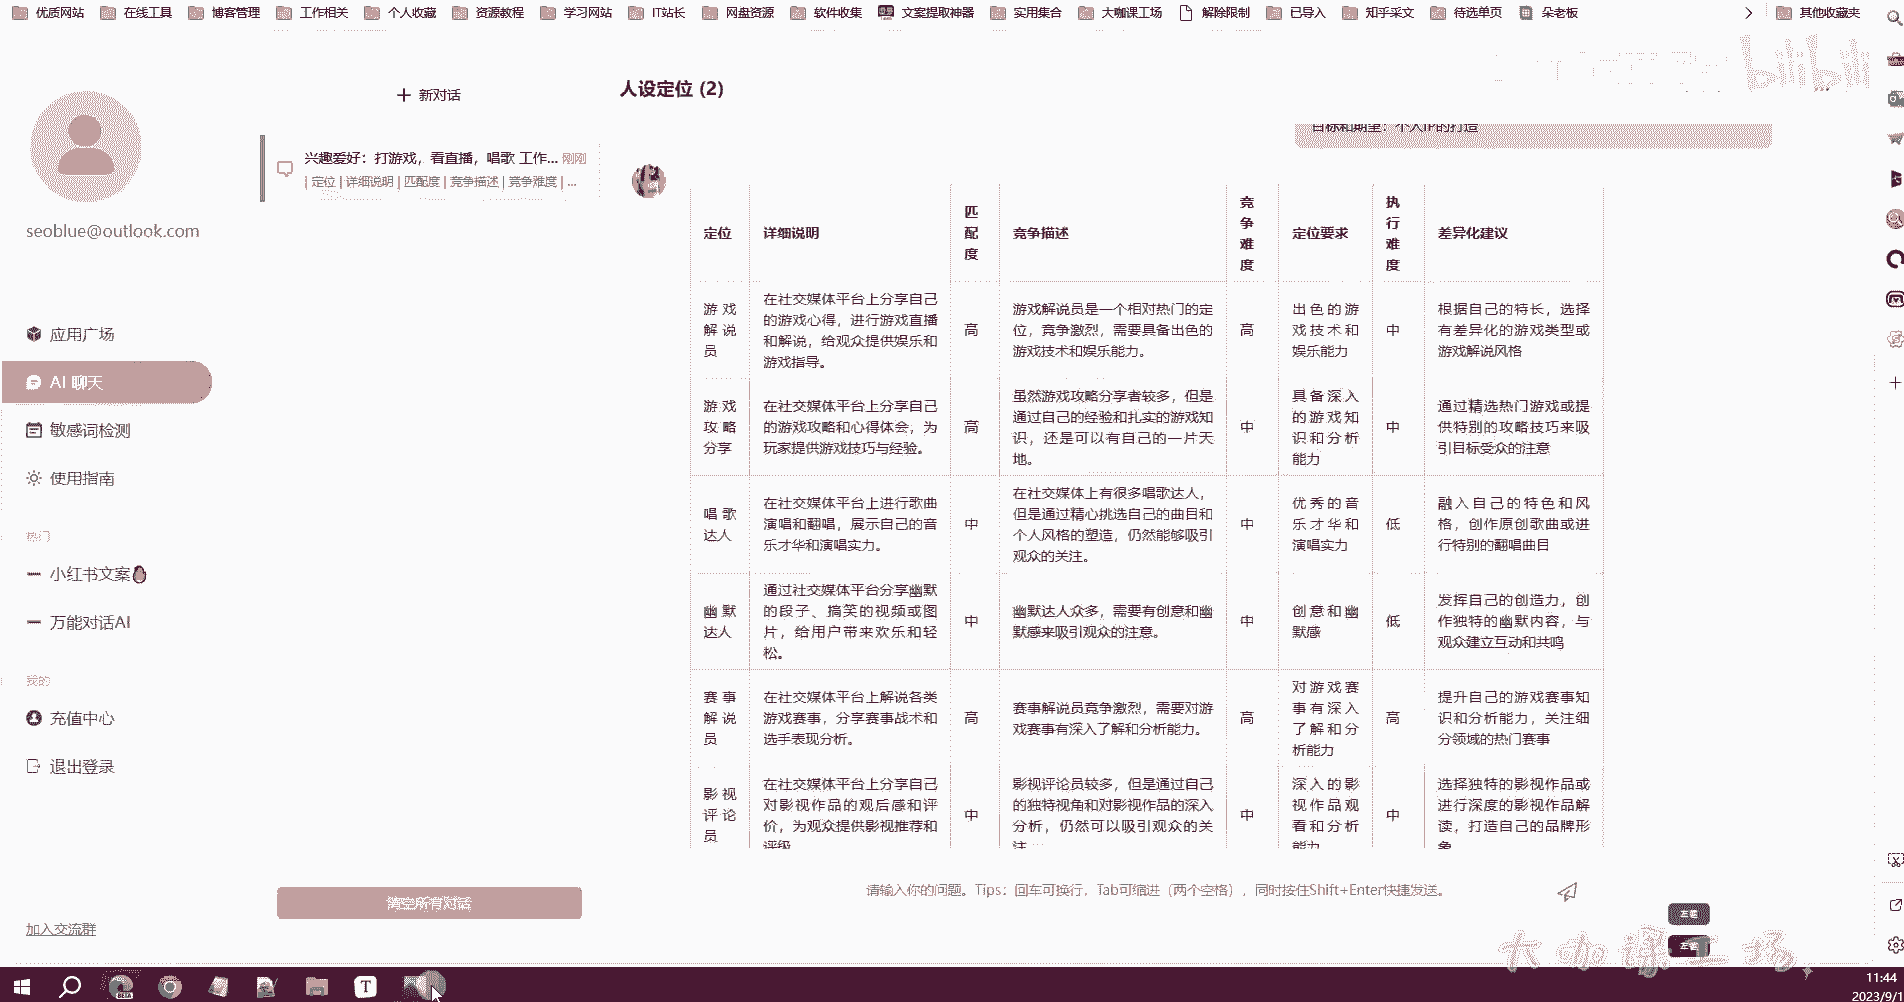 优质网站 在线工具 博客管理 工作相关 个人收藏 资源教程 学习网站 IT站长 网盘资源 软件收集 文案提取神器 实用集合 大咖课工场 解除限制 已导入 知乎采文 待选单页 朵老板 其他收藏夹
bilibili
人设定位 (2)
新对话
目标和期望：个人IP的打造
兴趣爱好：打游戏，看直播，唱歌 工作... 刚刚
| 定位 | 详细说明 | 匹配度 | 竞争描述 | 竞争难度 | ...
seoblue@outlook.com
应用广场
AI 聊天
敏感词检测
使用指南
热门
小红书文案
万能对话AI
我的
充值中心
退出登录
加入交流群
清空所有对话
定位 详细说明 匹配度 竞争描述 竞争难度 定位要求 执行难度 差异化建议
游戏解说员 在社交媒体平台上分享自己的游戏心得，进行游戏直播和解说，给观众提供娱乐和游戏指导。 高 游戏解说员是一个相对热门的定位，竞争激烈，需要具备出色的游戏技术和娱乐能力。 高 出色的游戏技术和娱乐能力 中 根据自己的特长，选择有差异化的游戏类型或游戏解说风格
游戏攻略分享 在社交媒体平台上分享自己的游戏攻略和心得体会，为玩家提供游戏技巧与经验。 高 虽然游戏攻略分享者较多，但是通过自己的经验和扎实的游戏知识，还是可以有自己的一片天地。 中 具备深入的游戏知识和分析能力 中 通过精选热门游戏或提供特别的攻略技巧来吸引目标受众的注意
唱歌达人 在社交媒体平台上进行歌曲演唱和翻唱，展示自己的音乐才华和演唱实力。 中 在社交媒体上有很多唱歌达人，但是通过精心挑选自己的曲目和个人风格的塑造，仍然能够吸引观众的关注。 中 优秀的音乐才华和演唱实力 低 融入自己的特色和风格，创作原创歌曲或进行特别的翻唱曲目
幽默达人 通过社交媒体平台分享幽默的段子、搞笑的视频或图片，给用户带来欢乐和轻松。 中 幽默达人众多，需要有创意和幽默感来吸引观众的注意。 中 创意和幽默感 低 发挥自己的创造力，创作独特的幽默内容，与观众建立互动和共鸣
赛事解说员 在社交媒体平台上解说各类游戏赛事，分享赛事战术和选手表现分析。 高 赛事解说员竞争激烈，需要对游戏赛事有深入了解和分析能力。 高 对游戏赛事有深入了解和分析能力 高 提升自己的游戏赛事知识和分析能力，关注细分领域的热门赛事
影视评论员 在社交媒体平台上分享自己对影视作品的观后感和评价，为观众提供影视推荐和评级 中 影视评论员较多，但是通过自己的独特视角和对影视作品的深入分析，仍然可以吸引观众的关注 中 深入的影视作品观看和分析能力 中 选择独特的影视作品或进行深度的影视作品解读，打造自己的品牌形象
请输入你的问题。Tips：回车可换行，Tab可缩进（两个空格），同时按住Shift+Enter快捷发送。
左键
左键
大咖课工场
BETA
T
11:44
2023/9/1